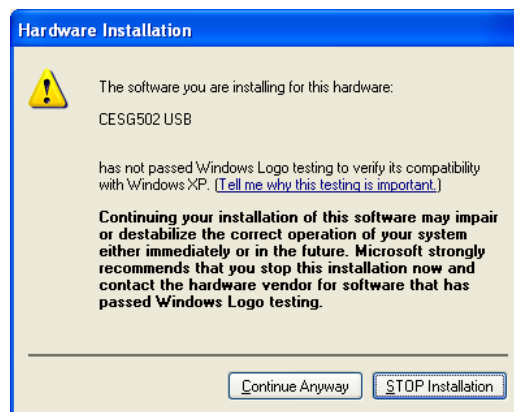 Hardware Installation
The software you are installing for this hardware:
CESG502 USB
has not passed Windows Logo testing to verify its compatibility
with Windows XP. (Tell me why this testing is important.)
Continuing your installation of this software may impair
or destabilize the correct operation of your system
either immediately or in the future. Microsoft strongly
recommends that you stop this installation now and
contact the hardware vendor for software that has
passed Windows Logo testing.
Continue Anyway
STOP Installation